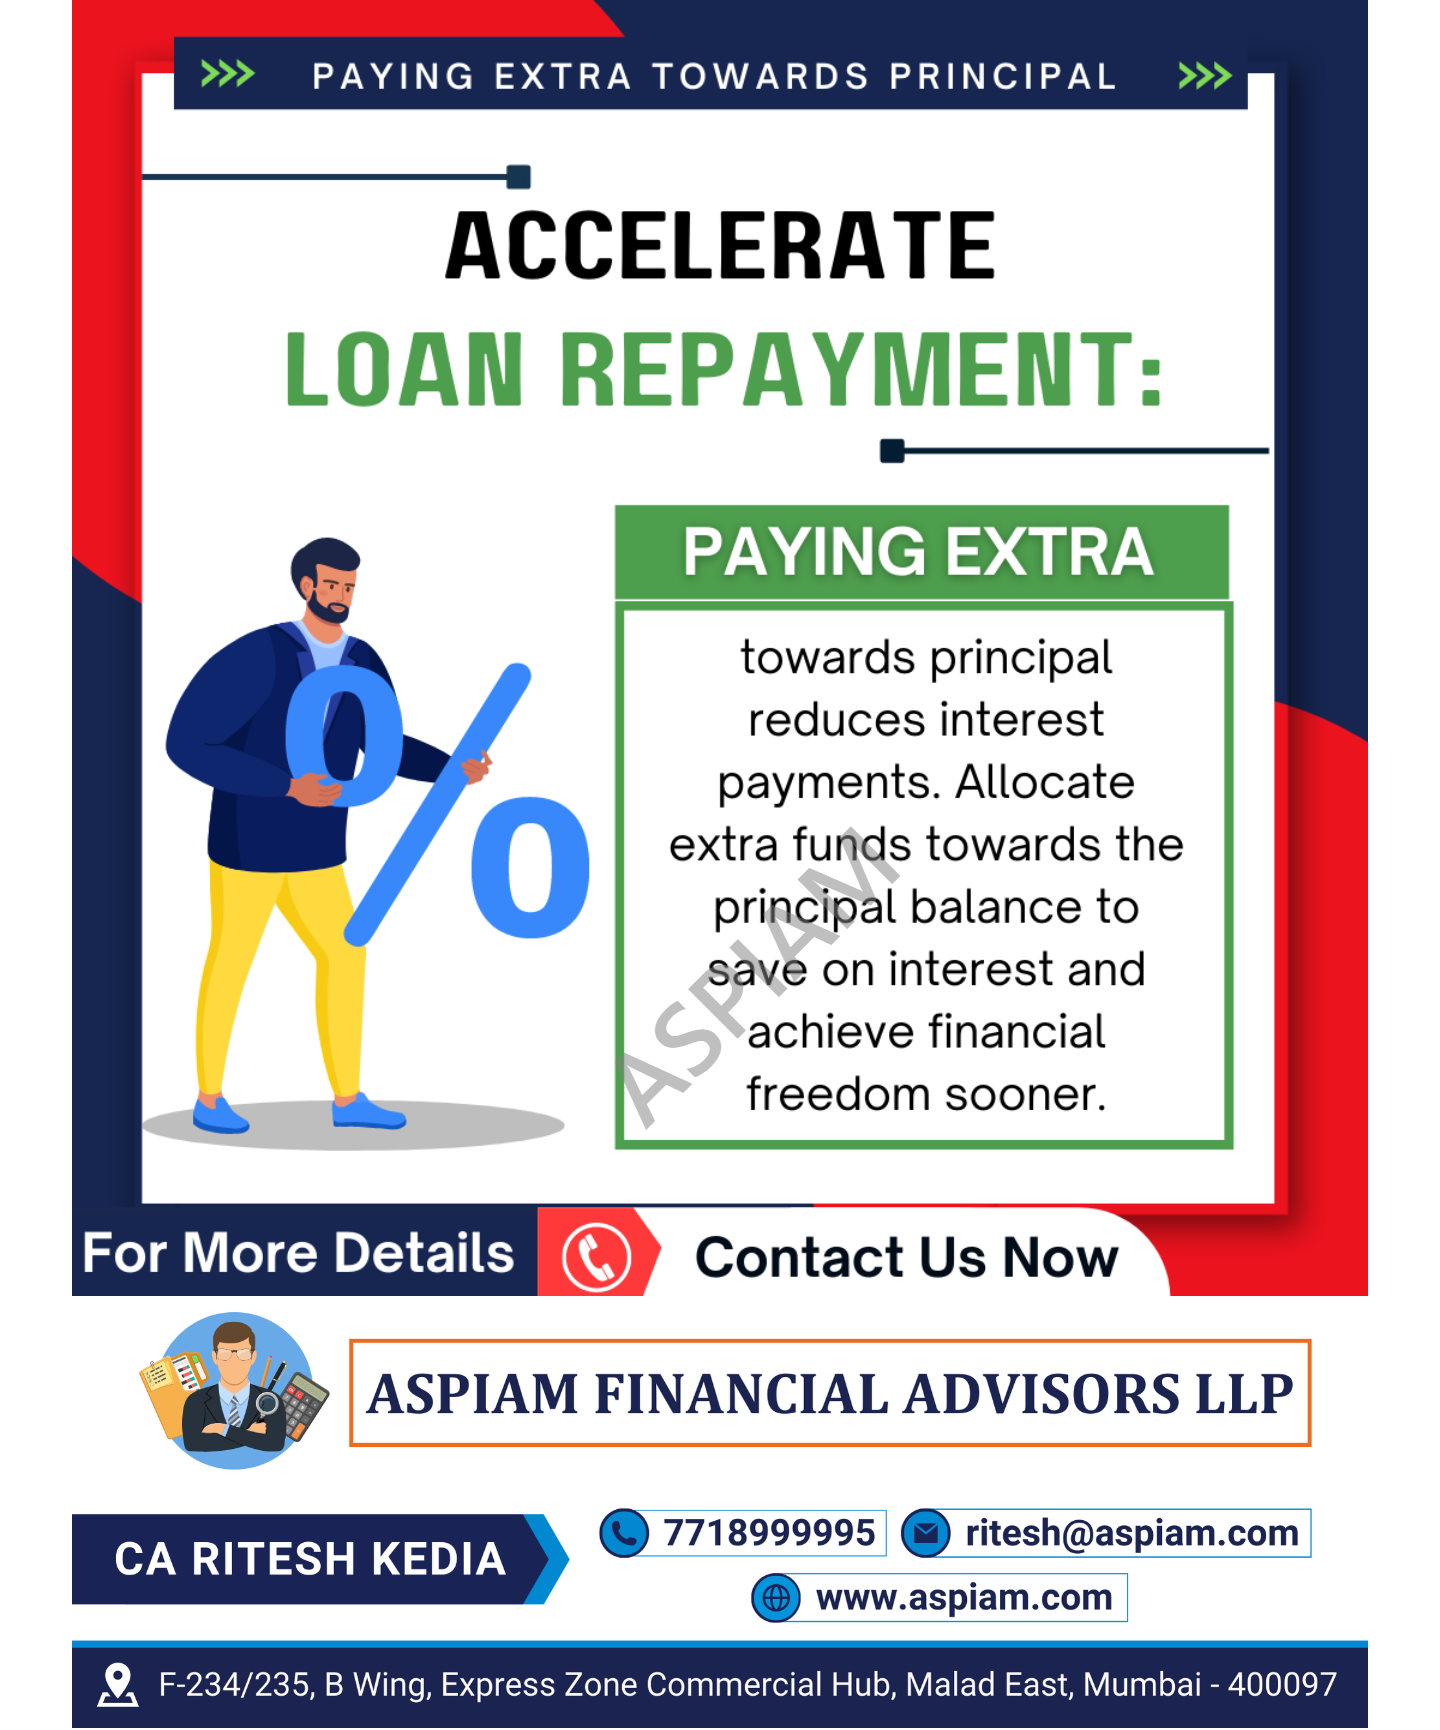 >>> PAYING EXTRA TOWARDS PRINCIPAL >>>
ACCELERATE
LOAN REPAYMENT:
PAYING EXTRA
towards principal
reduces interest
payments. Allocate
extra funds towards the
principal balance to
save on interest and
achieve financial
freedom sooner.
ASPIAM
For More Details
Contact Us Now
ASPIAM FINANCIAL ADVISORS LLP
CA RITESH KEDIA
7718999995
ritesh@aspiam.com
www.aspiam.com
F-234/235, B Wing, Express Zone Commercial Hub, Malad East, Mumbai - 400097